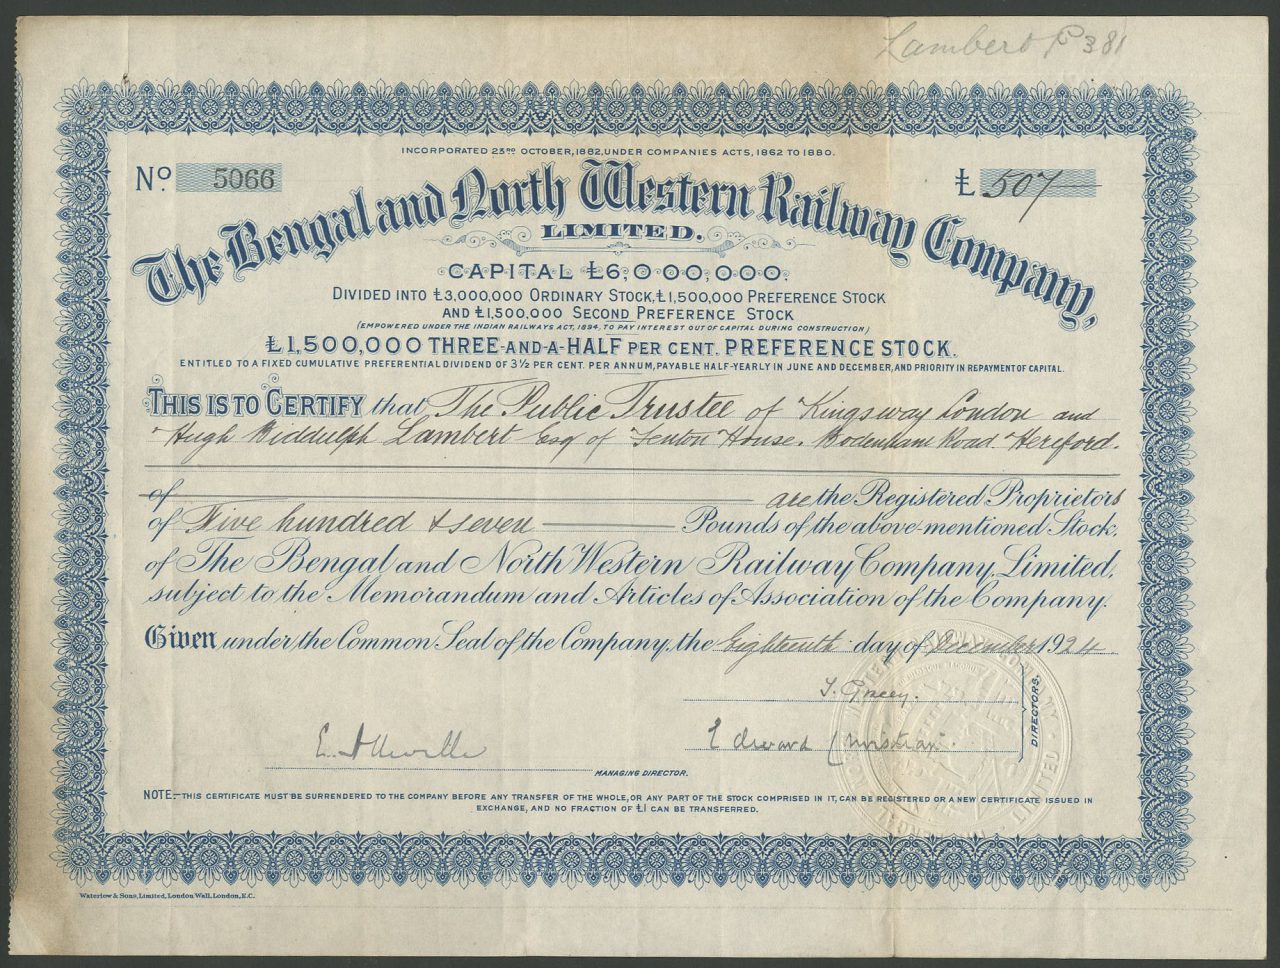 Lambert P 381
INCORPORATED 23RD OCTOBER, 1882, UNDER COMPANIES ACTS, 1862 TO 1880.
No. 5066
£ 507
The Bengal and North Western Railway Company,
LIMITED.
CAPITAL £6,000,000.
DIVIDED INTO £3,000,000 ORDINARY STOCK, £1,500,000 PREFERENCE STOCK
AND £1,500,000 SECOND PREFERENCE STOCK
(EMPOWERED UNDER THE INDIAN RAILWAYS ACT, 1894, TO PAY INTEREST OUT OF CAPITAL DURING CONSTRUCTION)
£1,500,000 THREE-AND-A-HALF PER CENT. PREFERENCE STOCK.
ENTITLED TO A FIXED CUMULATIVE PREFERENTIAL DIVIDEND OF 3½ PER CENT. PER ANNUM, PAYABLE HALF-YEARLY IN JUNE AND DECEMBER, AND PRIORITY IN REPAYMENT OF CAPITAL.
THIS IS TO CERTIFY that The Public Trustee of Kingsway London and
Hugh Biddulph Lambert Esq of Fenton House. Bodenham Road. Hereford.
of are the Registered Proprietors
of Five hundred & seven Pounds of the above-mentioned Stock,
of The Bengal and North Western Railway Company, Limited,
subject to the Memorandum and Articles of Association of the Company.
Given under the Common Seal of the Company, the Eighteenth day of December 1924
DIRECTORS.
Edward Christian.
MANAGING DIRECTOR.
NOTE:-THIS CERTIFICATE MUST BE SURRENDERED TO THE COMPANY BEFORE ANY TRANSFER OF THE WHOLE, OR ANY PART OF THE STOCK COMPRISED IN IT, CAN BE REGISTERED OR A NEW CERTIFICATE ISSUED IN
EXCHANGE, AND NO FRACTION OF £1 CAN BE TRANSFERRED.
Waterlow & Sons, Limited, London Wall, London, E.C.